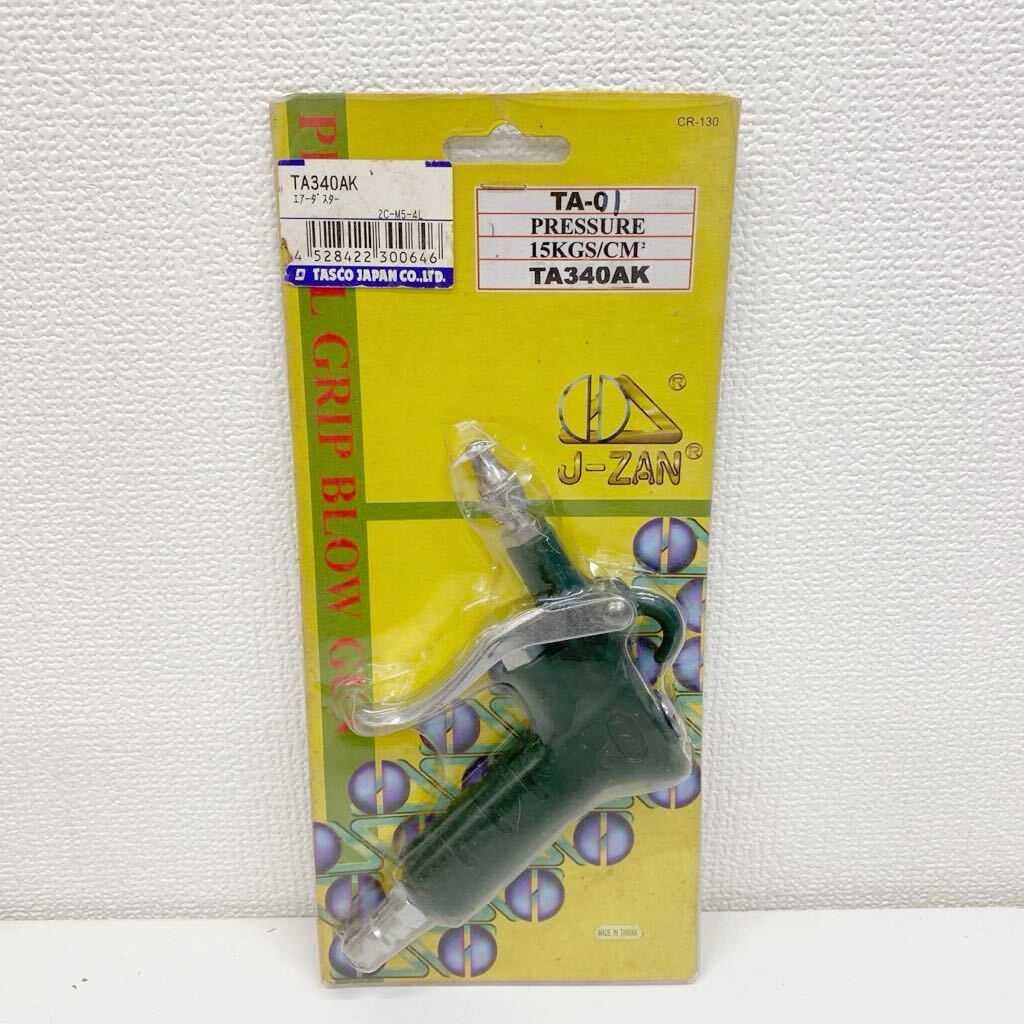 CR-130
TA340AK
ｴｱｰﾀﾞｽﾀｰ
2C-M5-4L
4 528422 300646
TASCO JAPAN CO.,LTD.
TA-01
PRESSURE
15KGS/CM²
TA340AK
GRIP BLOW
J-ZAN®
MADE IN TAIWAN